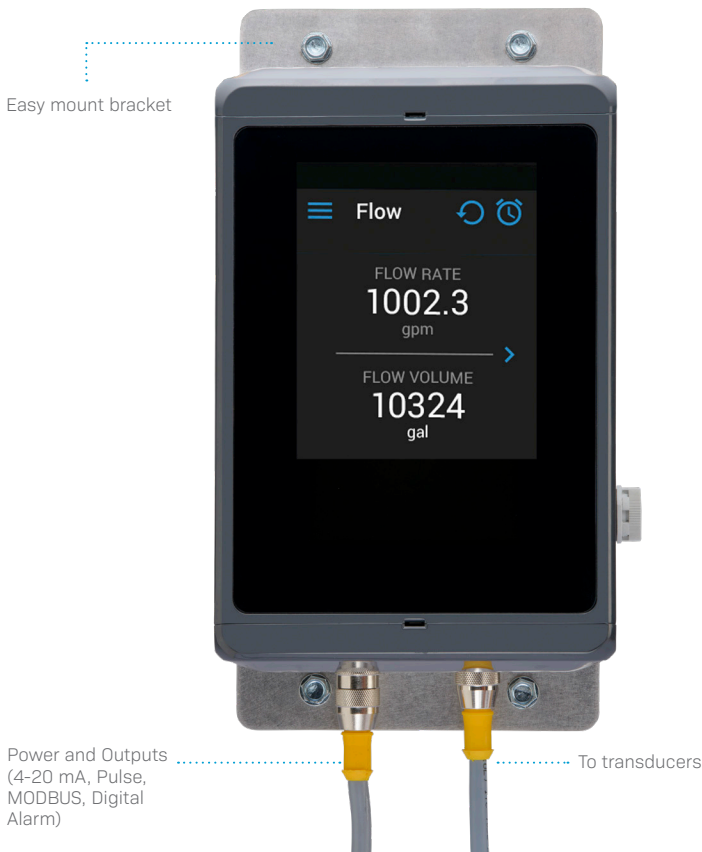 Easy mount bracket
Flow
FLOW RATE
1002.3
gpm
FLOW VOLUME
10324
gal
Power and Outputs
(4-20 mA, Pulse,
MODBUS, Digital
Alarm)
To transducers